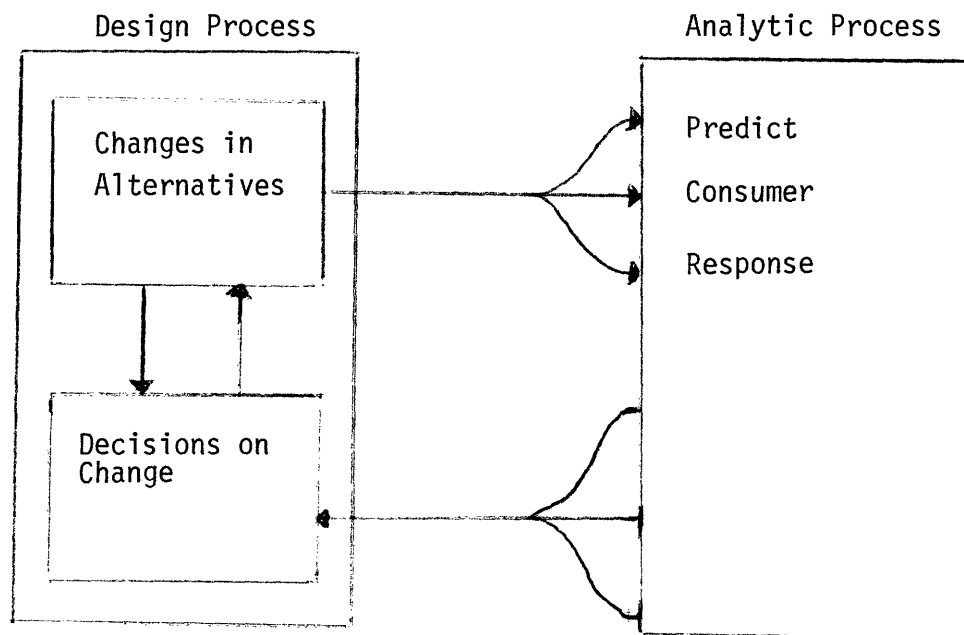 Design Process
Analytic Process
Changes in
Alternatives
Predict
Consumer
Response
Decisions on
Change